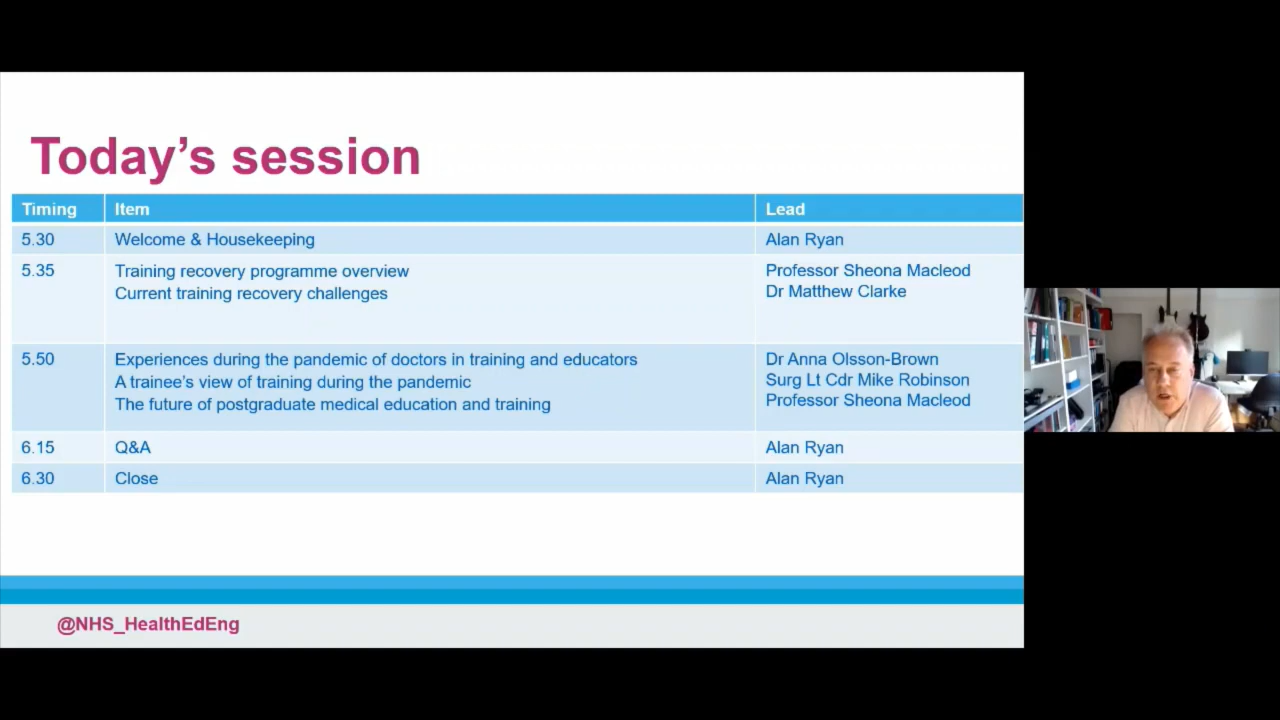 Today's session
Timing Item Lead
5.30 Welcome & Housekeeping Alan Ryan
5.35 Training recovery programme overview Professor Sheona Macleod
Current training recovery challenges Dr Matthew Clarke
5.50 Experiences during the pandemic of doctors in training and educators Dr Anna Olsson-Brown
A trainee's view of training during the pandemic Surg Lt Cdr Mike Robinson
The future of postgraduate medical education and training Professor Sheona Macleod
6.15 Q&A Alan Ryan
6.30 Close Alan Ryan
@NHS_HealthEdEng